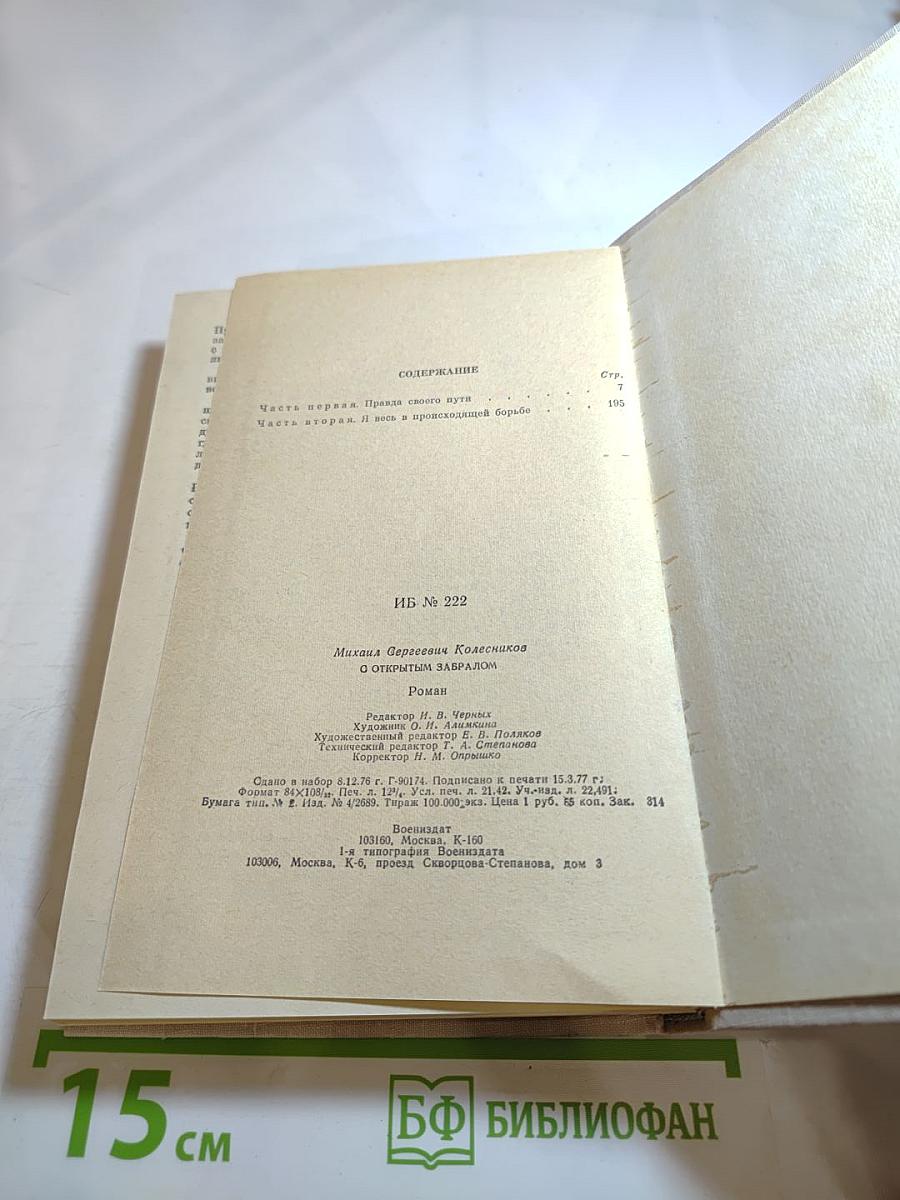 СОДЕРЖАНИЕ
Стр.
Часть первая. Правда своего пути . . . . . . 7
Часть вторая. Я весь в происходящей борьбе . . . 195
ИБ № 222
Михаил Сергеевич Колесников
С ОТКРЫТЫМ ЗАБРАЛОМ
Роман
Редактор И. В. Черных
Художник О. И. Алимкина
Художественный редактор Е. В. Поляков
Технический редактор Т. А. Степанова
Корректор Н. М. Опрышко
Сдано в набор 8.12.76 г. Г-90174. Подписано к печати 15.3.77 г.
Формат 84×108/32. Печ. л. 12³/₄. Усл. печ. л. 21,42. Уч.-изд. л. 22,491.
Бумага тип. № 2. Изд. № 4/2689. Тираж 100.000 экз. Цена 1 руб. 55 коп. Зак. 314
Воениздат
103160, Москва, К-160
1-я типография Воениздата
103006, Москва, К-6, проезд Скворцова-Степанова, дом 3
15 СМ
БФ БИБЛИОФАН